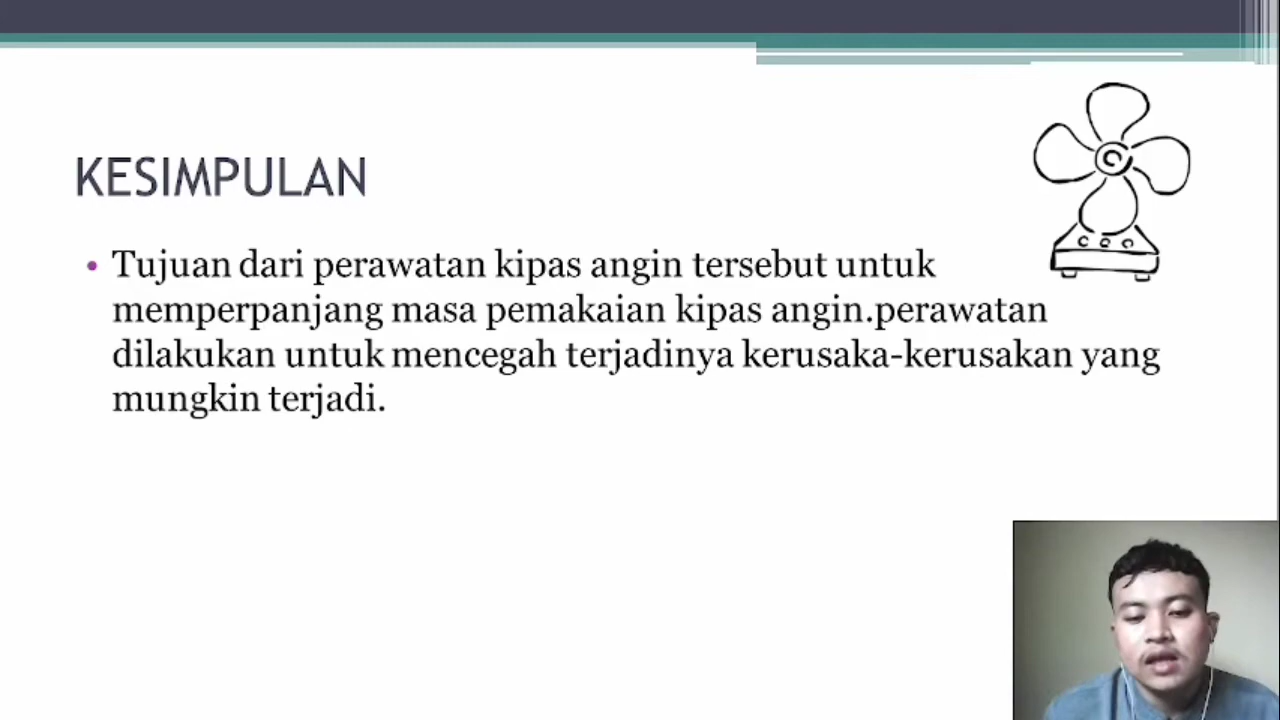 KESIMPULAN
• Tujuan dari perawatan kipas angin tersebut untuk
memperpanjang masa pemakaian kipas angin.perawatan
dilakukan untuk mencegah terjadinya kerusaka-kerusakan yang
mungkin terjadi.